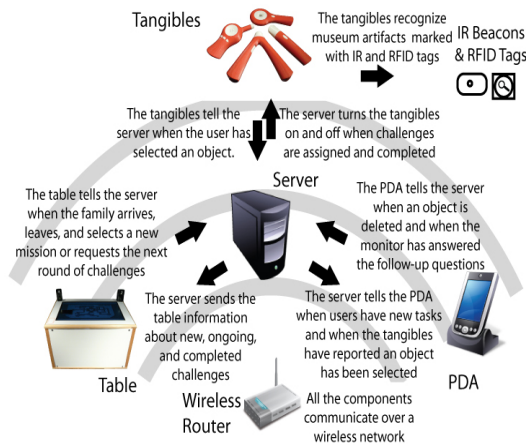 Tangibles
The tangibles recognize
museum artifacts marked
with IR and RFID tags
IR Beacons
& RFID Tags
The tangibles tell the
server when the user has
selected an object.
The server turns the tangibles
on and off when challenges
are assigned and completed
Server
The table tells the server
when the family arrives,
leaves, and selects a new
mission or requests the next
round of challenges
The PDA tells the server
when an object is
deleted and when the
monitor has answered
the follow-up questions
The server sends the
table information
about new, ongoing,
and completed
challenges
The server tells the PDA
when users have new tasks
and when the tangibles
have reported an object
has been selected
Table
PDA
Wireless
Router
All the components
communicate over a
wireless network